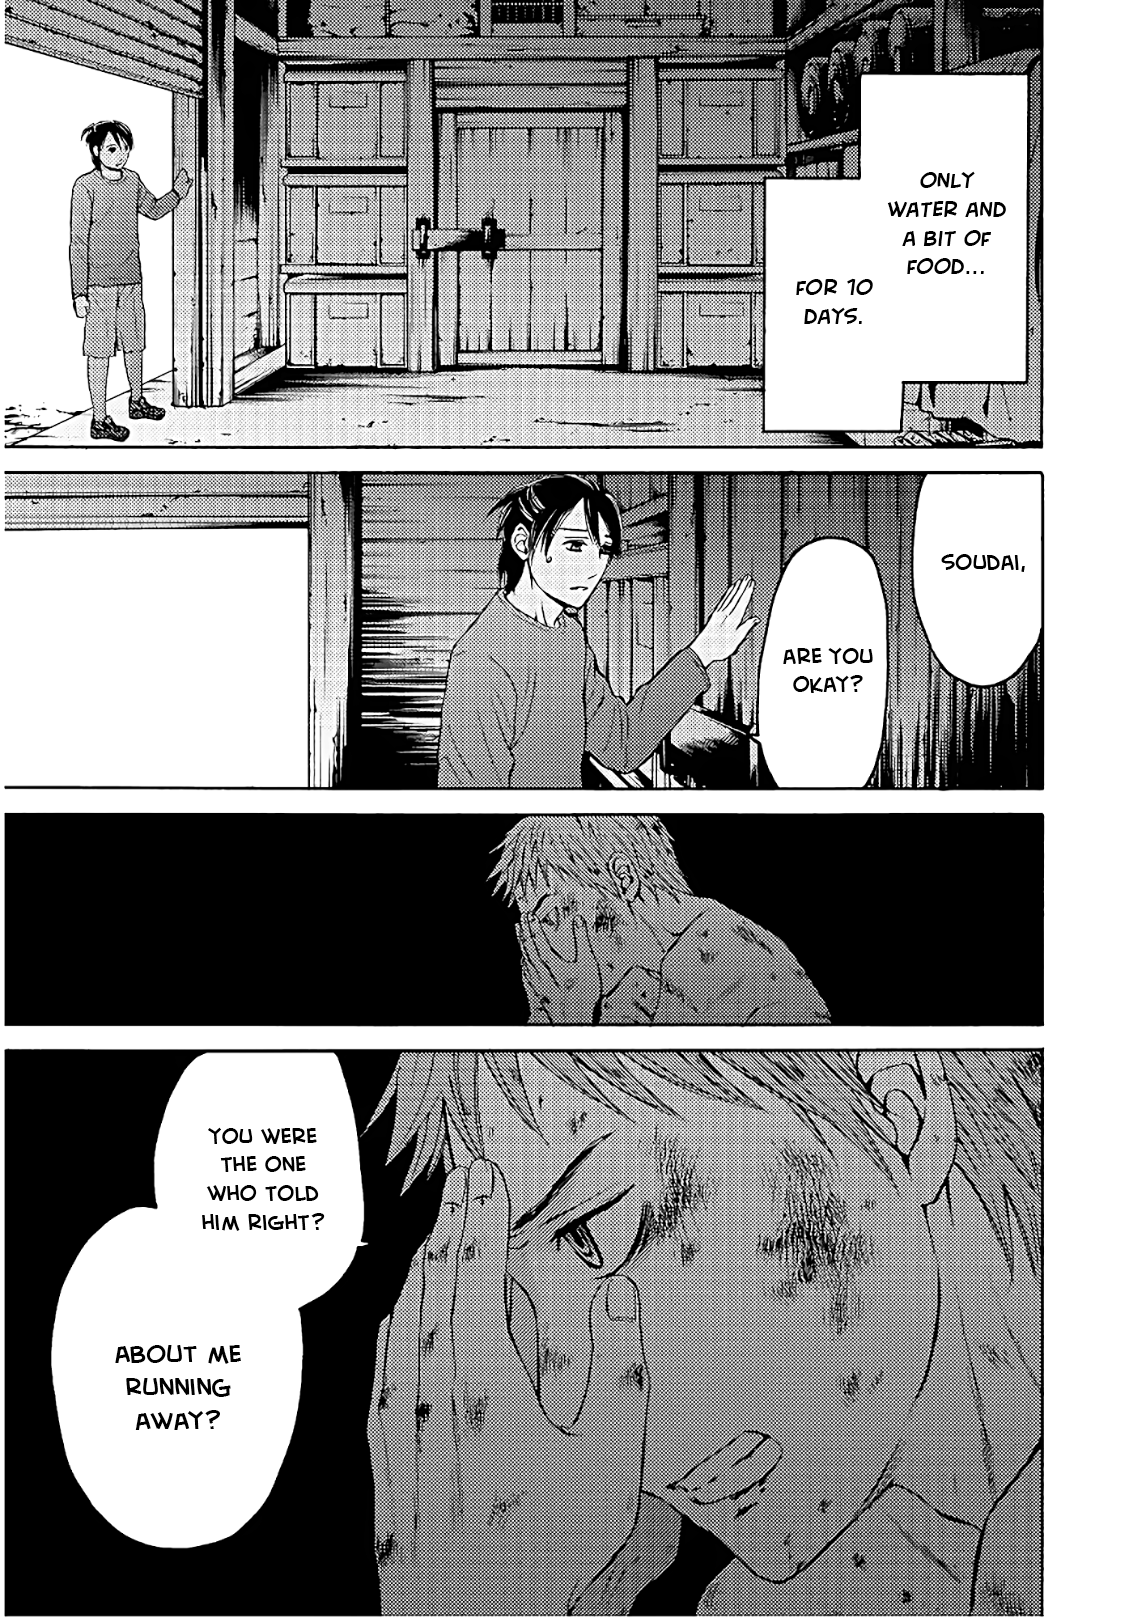 ONLY
WATER AND
A BIT OF
FOOD...
FOR 10
DAYS.
SOUDAI,
ARE YOU
OKAY?
YOU WERE
THE ONE
WHO TOLD
HIM RIGHT?
ABOUT ME
RUNNING
AWAY?